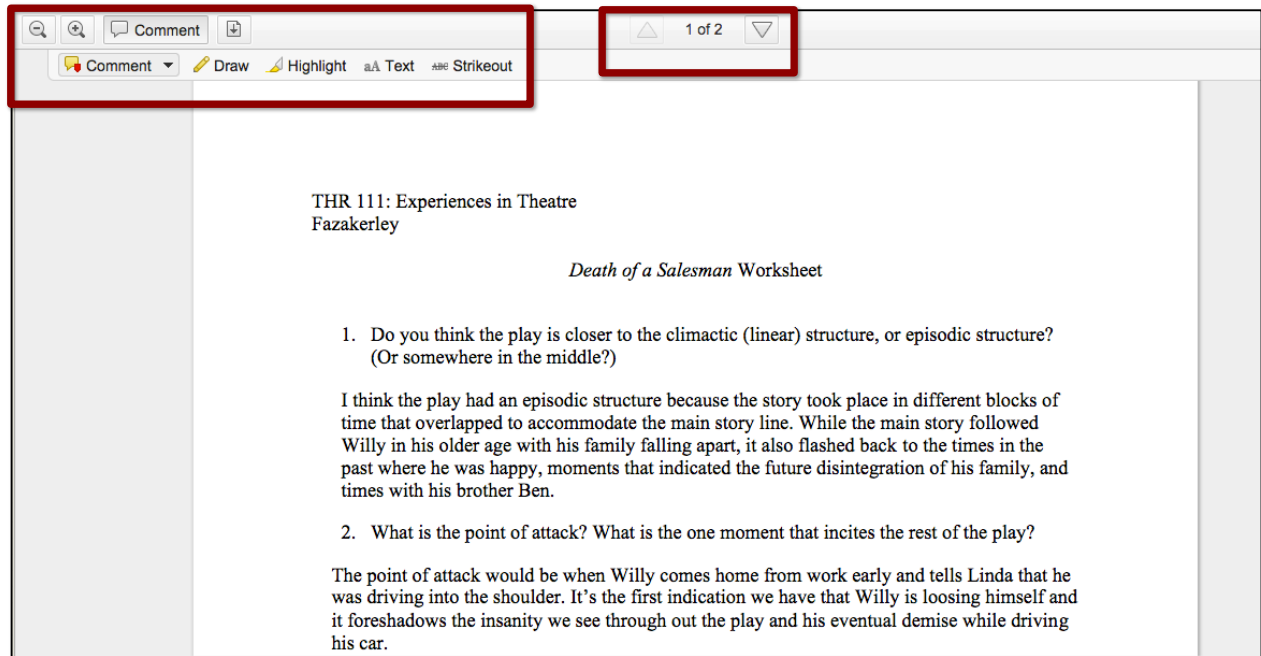 Comment
1 of 2
Comment Draw Highlight aA Text ABC Strikeout
THR 111: Experiences in Theatre
Fazakerley
Death of a Salesman Worksheet
1. Do you think the play is closer to the climactic (linear) structure, or episodic structure?
(Or somewhere in the middle?)
I think the play had an episodic structure because the story took place in different blocks of
time that overlapped to accommodate the main story line. While the main story followed
Willy in his older age with his family falling apart, it also flashed back to the times in the
past where he was happy, moments that indicated the future disintegration of his family, and
times with his brother Ben.
2. What is the point of attack? What is the one moment that incites the rest of the play?
The point of attack would be when Willy comes home from work early and tells Linda that he
was driving into the shoulder. It’s the first indication we have that Willy is loosing himself and
it foreshadows the insanity we see through out the play and his eventual demise while driving
his car.